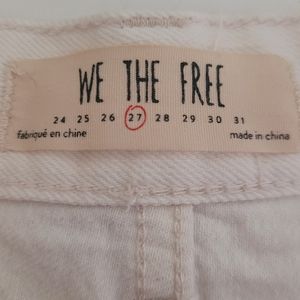 WE THE FREE
24 25 26 27 28 29 30 31
fabriqué en chine made in china